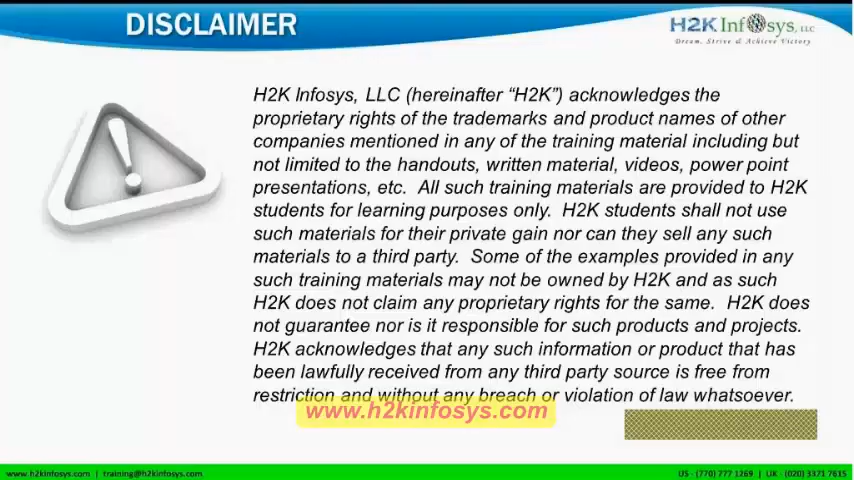 DISCLAIMER
H2K Infosys, LLC
Dream, Strive & Achieve Victory
H2K Infosys, LLC (hereinafter “H2K”) acknowledges the
proprietary rights of the trademarks and product names of other
companies mentioned in any of the training material including but
not limited to the handouts, written material, videos, power point
presentations, etc. All such training materials are provided to H2K
students for learning purposes only. H2K students shall not use
such materials for their private gain nor can they sell any such
materials to a third party. Some of the examples provided in any
such training materials may not be owned by H2K and as such
H2K does not claim any proprietary rights for the same. H2K does
not guarantee nor is it responsible for such products and projects.
H2K acknowledges that any such information or product that has
been lawfully received from any third party source is free from
restriction and without any breach or violation of law whatsoever.
www.h2kinfosys.com
www.h2kinfosys.com | training@h2kinfosys.com
US - (770) 777 1269 | UK - (020) 3371 7615